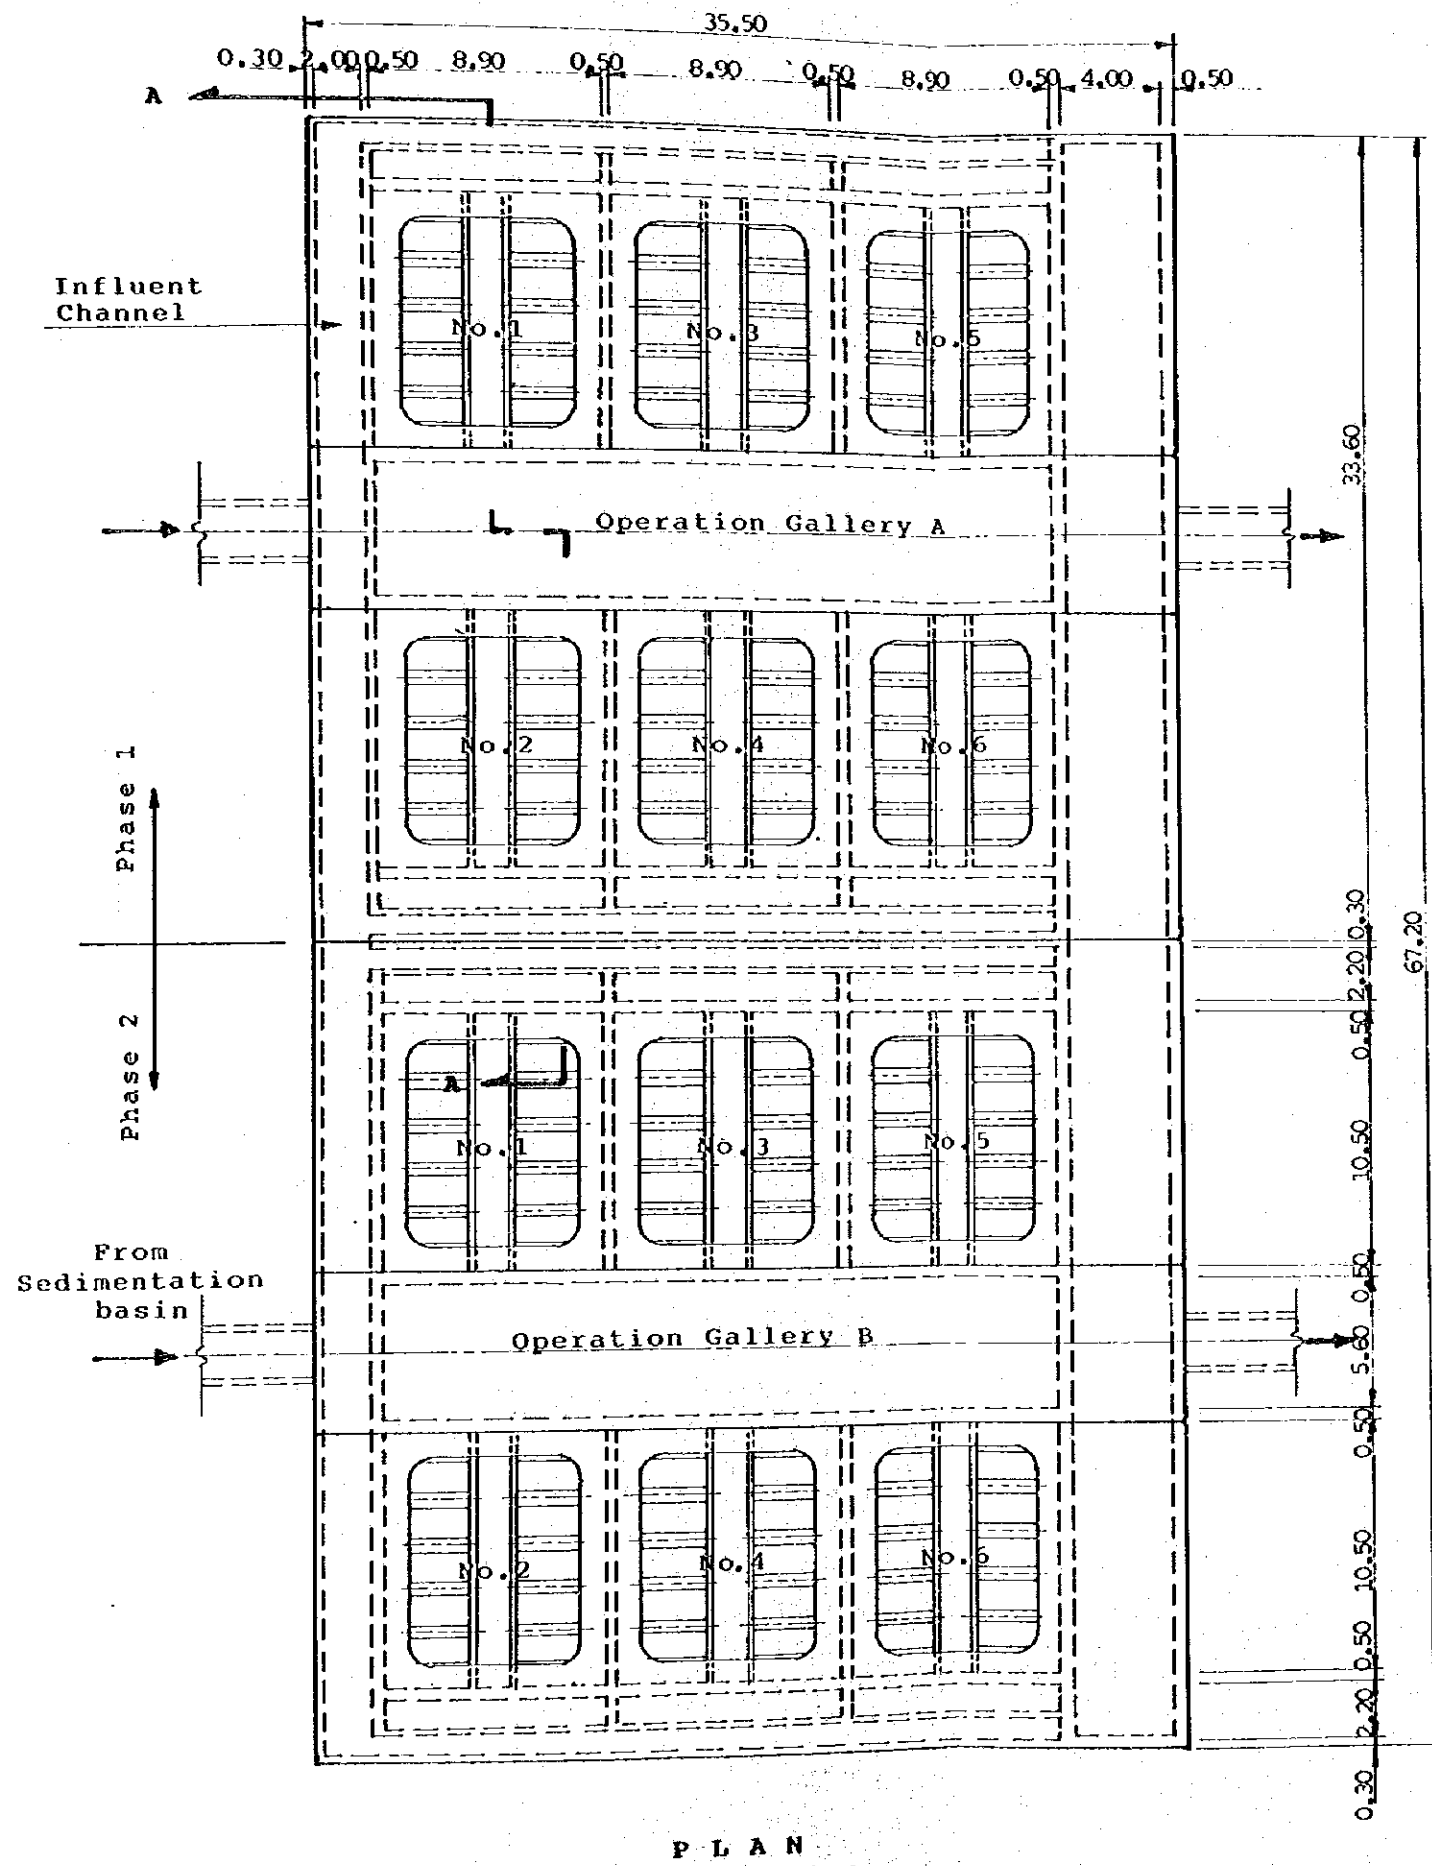 35.50
0.30 2.00 0.50 8.90 0.50 8.90 0.50 8.90 0.50 4.00 0.50
A
Influent
Channel
No.1 No.3 No.5
33.60
Operation Gallery A
No.2 No.4 No.6
Phase 1
Phase 2
0.30
2.20
0.50
67.20
A
No.1 No.3 No.5
10.50
From
Sedimentation
basin
0.50
Operation Gallery B
5.60
0.50
No.2 No.4 No.6
10.50
0.50
2.20
0.30
PLAN